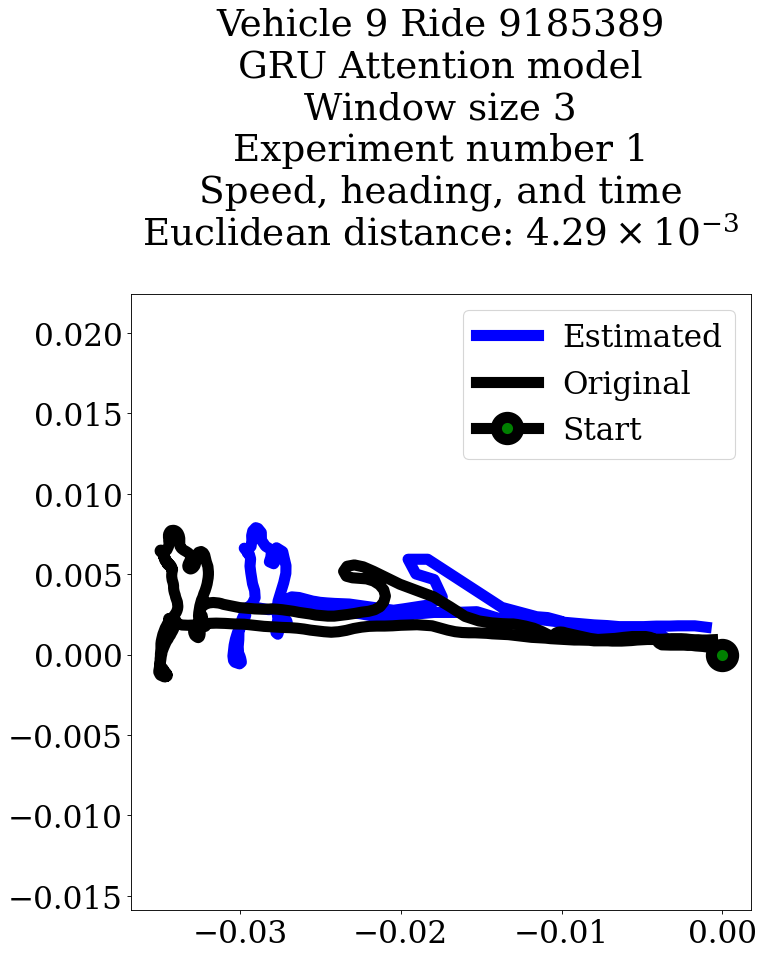 Vehicle 9 Ride 9185389
GRU Attention model
Window size 3
Experiment number 1
Speed, heading, and time
Euclidean distance: 4.29 × 10⁻³
Estimated
Original
Start
0.020
0.015
0.010
0.005
0.000
−0.005
−0.010
−0.015
−0.03 −0.02 −0.01 0.00